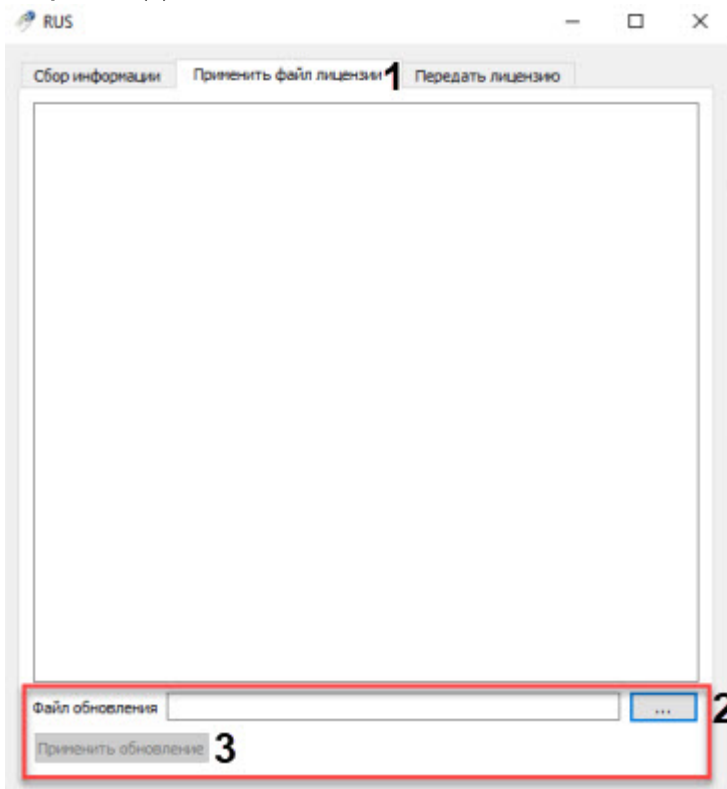 RUS
Сбор информации Применить файл лицензии 1 Передать лицензию
Файл обновления ... 2
Применить обновление 3